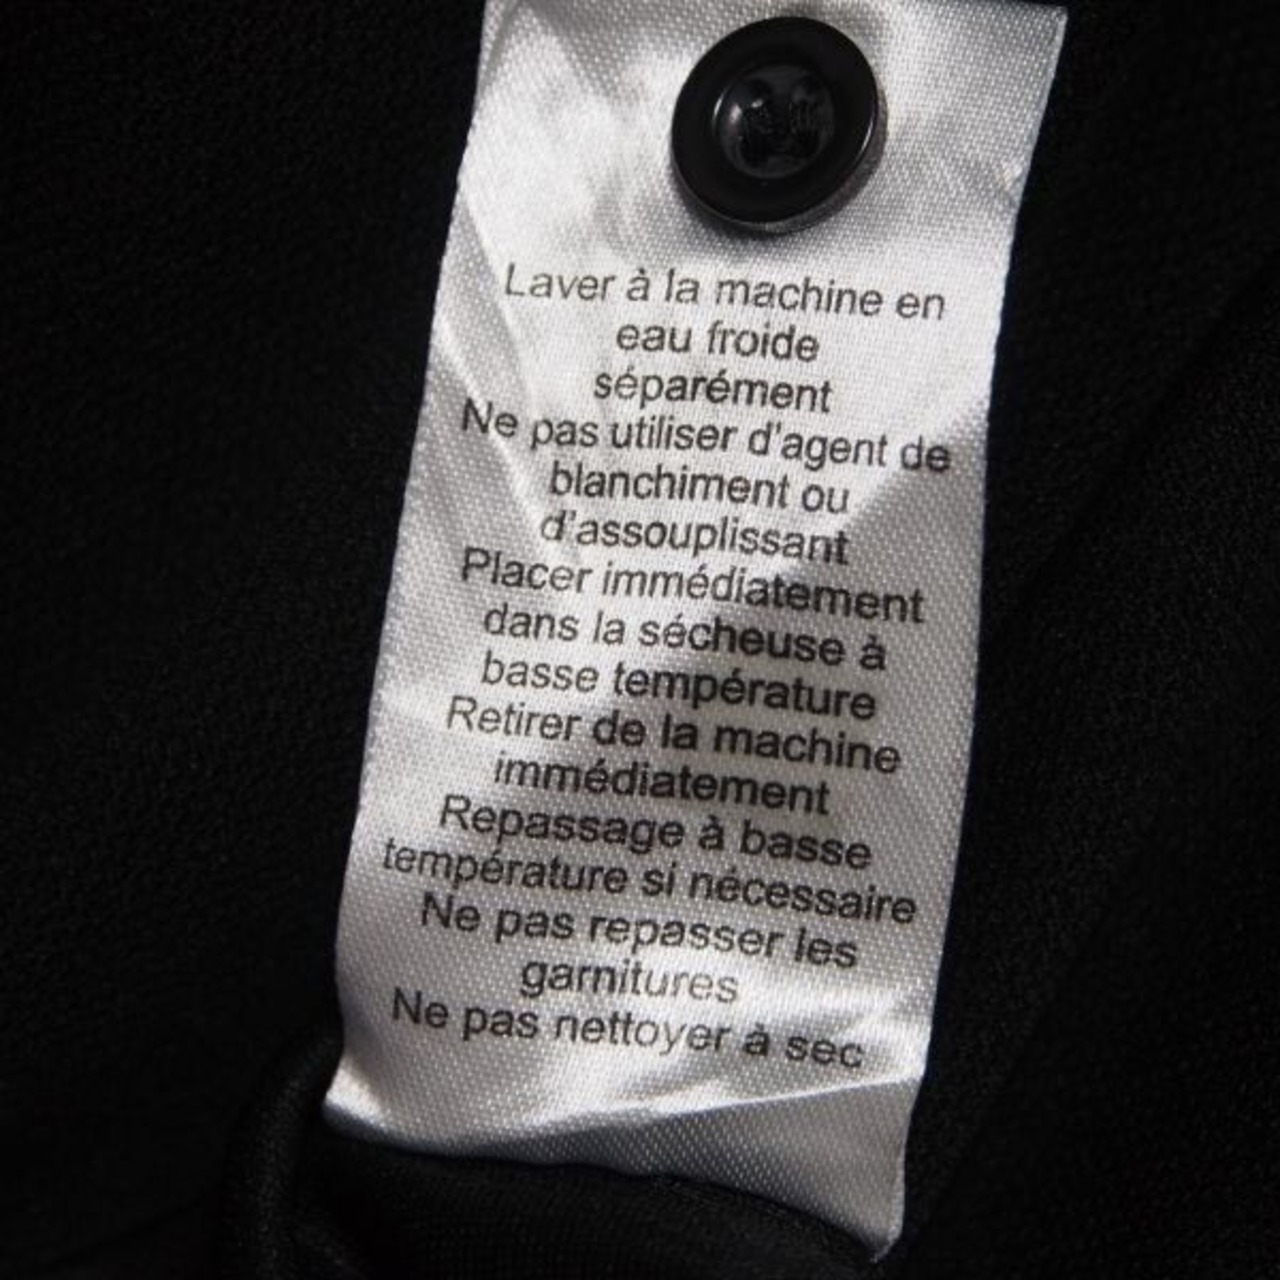 Laver à la machine en
eau froide
séparément
Ne pas utiliser d'agent de
blanchiment ou
d'assouplissant
Placer immédiatement
dans la sécheuse à
basse température
Retirer de la machine
immédiatement
Repassage à basse
température si nécessaire
Ne pas repasser les
garnitures
Ne pas nettoyer à sec